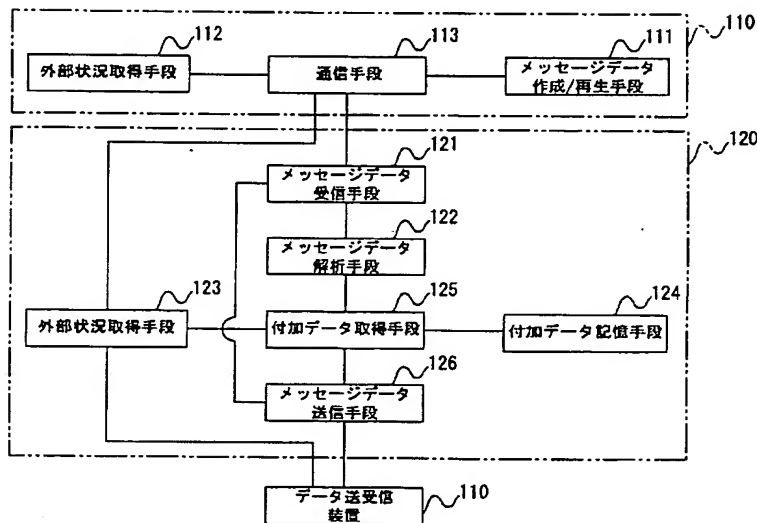 112
113
111
110
外部状況取得手段
通信手段
メッセージデータ
作成/再生手段
121
120
メッセージデータ
受信手段
122
メッセージデータ
解析手段
123
125
124
外部状況取得手段
付加データ取得手段
付加データ記憶手段
126
メッセージデータ
送信手段
データ送受信
装置
110